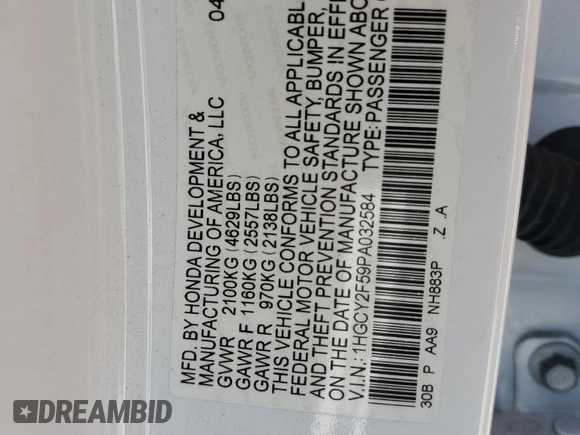 04
MFD. BY HONDA DEVELOPMENT &
MANUFACTURING OF AMERICA, LLC
GVWR 2100KG (4629LBS)
GAWR F 1160KG (2557LBS)
GAWR R 970KG (2138LBS)
THIS VEHICLE CONFORMS TO ALL APPLICABL
FEDERAL MOTOR VEHICLE SAFETY, BUMPER,
AND THEFT PREVENTION STANDARDS IN EFFE
ON THE DATE OF MANUFACTURE SHOWN ABO
V.I.N.: 1HGCY2F59PA032584 TYPE: PASSENGER
30B P AA9 NH883P .Z .A
DREAMBID